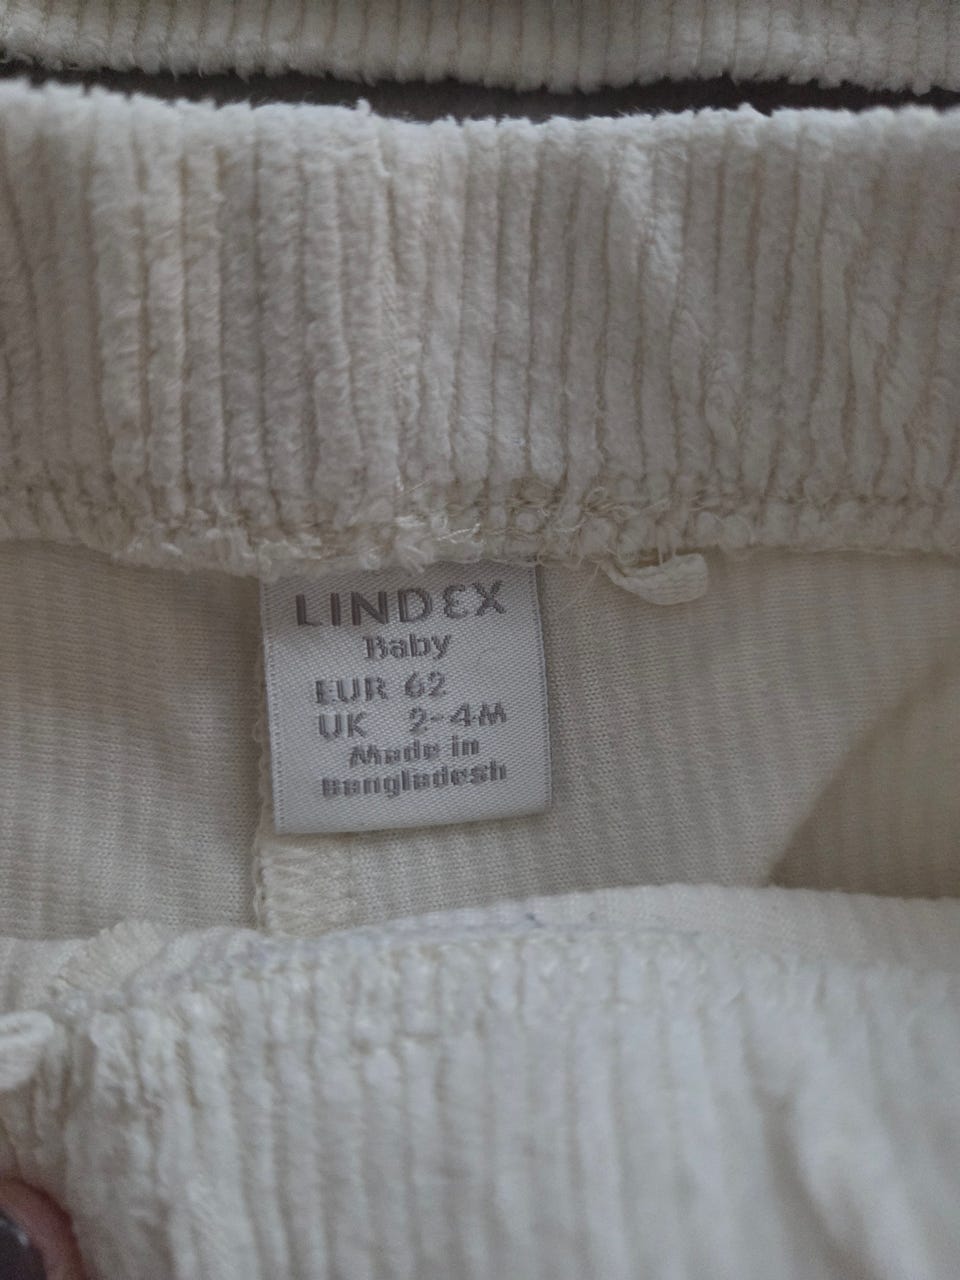 LINDEX
Baby
EUR 62
UK 2-4M
Made in
Bangladesh